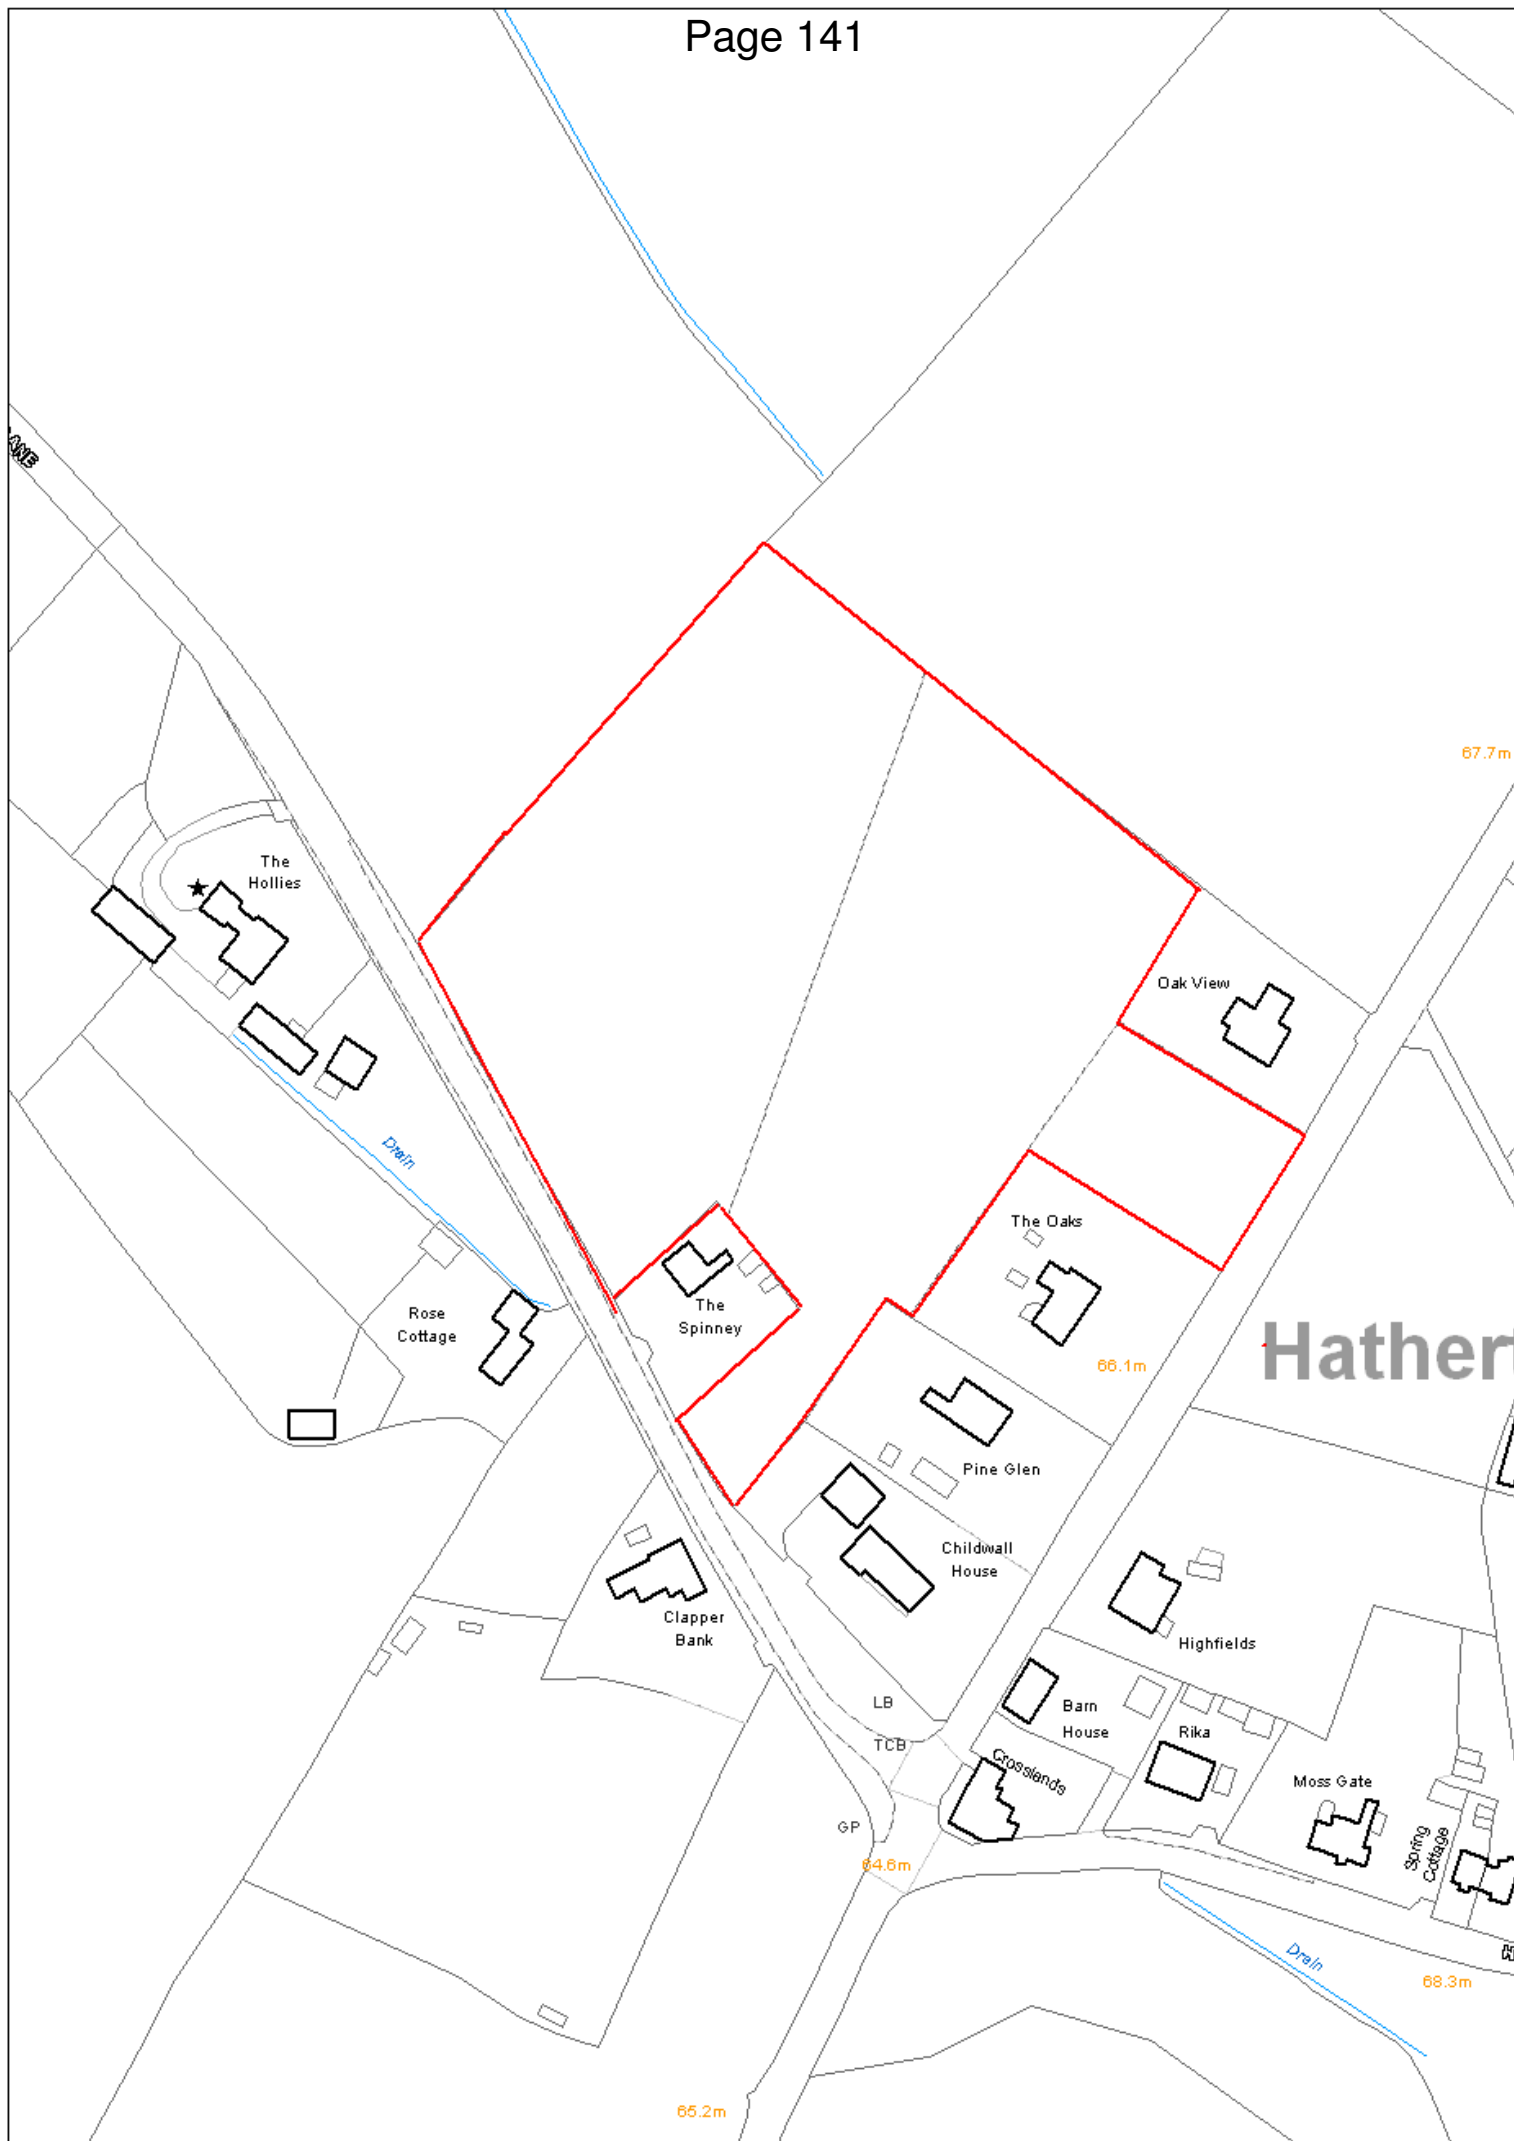 Page 141
67.7m
The
Hollies
Oak View
Drain
The Oaks
The
Spinney
Rose
Cottage
66.1m
Pine Glen
Childwall
House
Clapper
Bank
Highfields
LB
Barn
House
Rika
TCB
Crosslands
Moss Gate
GP
Spring
Cottage
64.6m
Drain
68.3m
65.2m